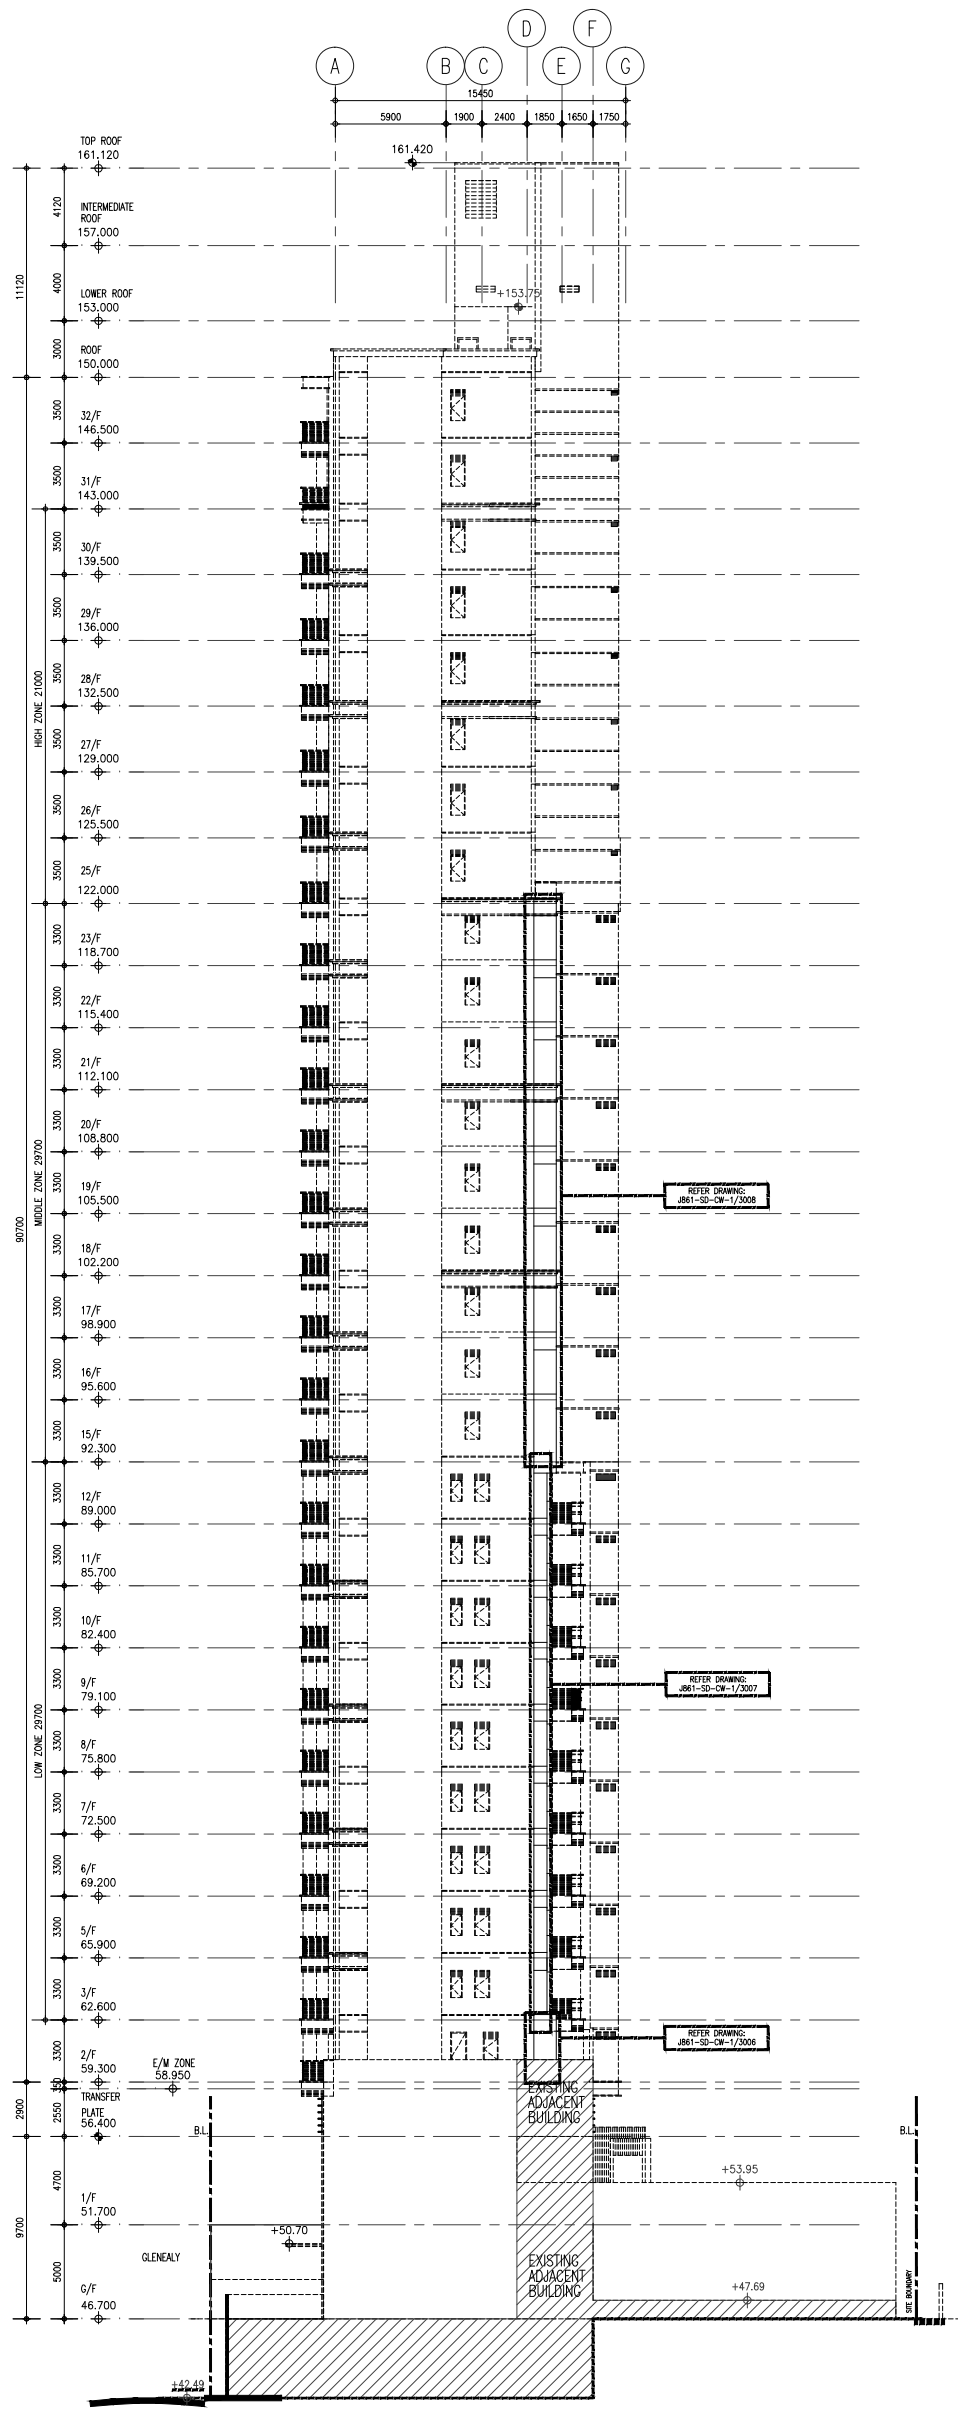 D F
A B C E G
15450
5900 1900 2400 1850 1650 1750
TOP ROOF
161.120
161.420
4120
INTERMEDIATE
ROOF
157.000
11120
4000
LOWER ROOF
153.000
+153.75
3000
ROOF
150.000
3500
32/F
146.500
3500
31/F
143.000
3500
30/F
139.500
3500
29/F
136.000
3500
28/F
132.500
HIGH ZONE 21000
3500
27/F
129.000
3500
26/F
125.500
3500
25/F
122.000
3300
23/F
118.700
3300
22/F
115.400
3300
21/F
112.100
3300
20/F
108.800
MIDDLE ZONE 29700
3300
19/F
105.500
REFER DRAWING:
J861-SD-CW-1/3008
90700
3300
18/F
102.200
3300
17/F
98.900
3300
16/F
95.600
3300
15/F
92.300
3300
12/F
89.000
3300
11/F
85.700
3300
10/F
82.400
3300
9/F
79.100
REFER DRAWING:
J861-SD-CW-1/3007
LOW ZONE 29700
3300
8/F
75.800
3300
7/F
72.500
3300
6/F
69.200
3300
5/F
65.900
3300
3/F
62.600
REFER DRAWING:
J861-SD-CW-1/3006
3300
2/F
59.300
E/M ZONE
58.950
350
EXISTING
ADJACENT
BUILDING
2900
2550
TRANSFER
PLATE
56.400
B.L.
B.L.
+53.95
4700
1/F
51.700
9700
+50.70
GLENEALY
EXISTING
ADJACENT
BUILDING
5000
G/F
46.700
+47.69
SITE BOUNDARY
+42.49